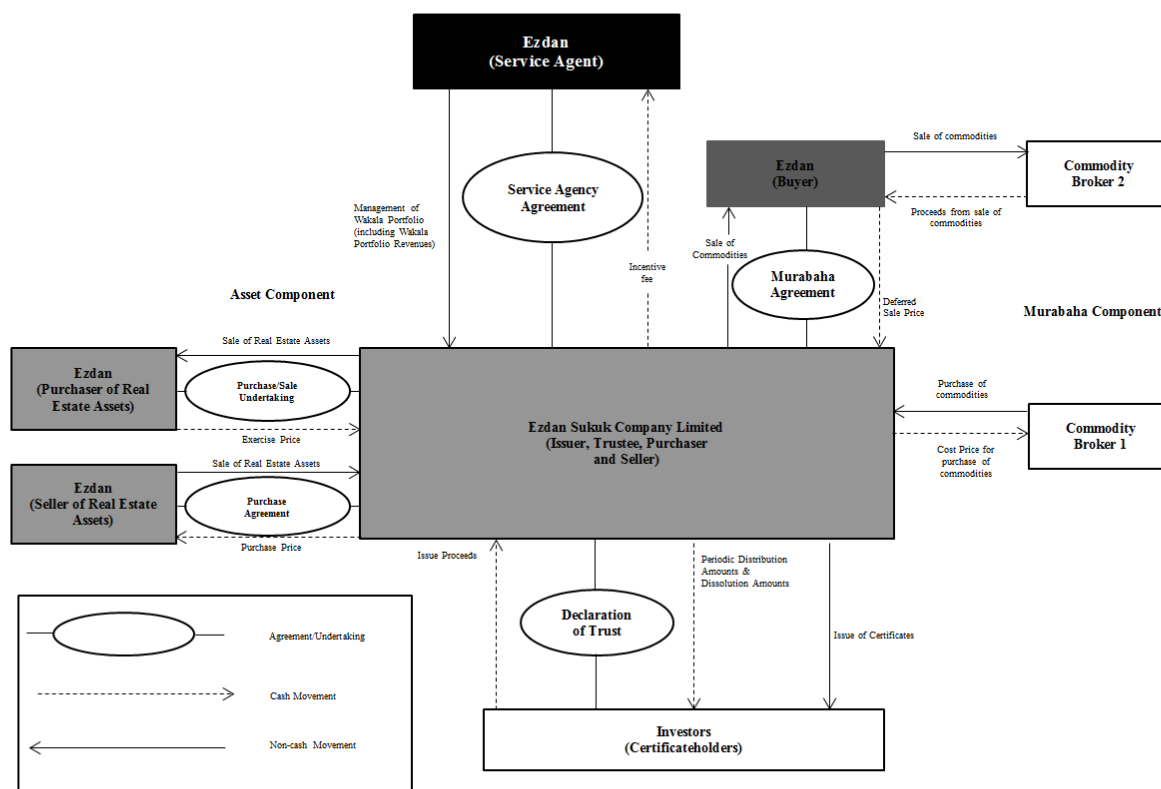 Ezdan
(Service Agent)
Service Agency
Agreement
Management of
Wakala Portfolio
(including Wakala
Portfolio Revenues)
Incentive
fee
Ezdan
(Buyer)
Sale of commodities
Commodity
Broker 2
Proceeds from sale of
commodities
Sale of
Commodities
Murabaha
Agreement
Deferred
Sale Price
Asset Component
Murabaha Component
Sale of Real Estate Assets
Ezdan
(Purchaser of Real
Estate Assets)
Purchase/Sale
Undertaking
Exercise Price
Sale of Real Estate Assets
Ezdan
(Seller of Real Estate
Assets)
Purchase
Agreement
Purchase Price
Ezdan Sukuk Company Limited
(Issuer, Trustee, Purchaser
and Seller)
Purchase of
commodities
Commodity
Broker 1
Cost Price for
purchase of
commodities
Issue Proceeds
Declaration
of Trust
Periodic Distribution
Amounts &
Dissolution Amounts
Issue of Certificates
Investors
(Certificateholders)
Agreement/Undertaking
Cash Movement
Non-cash Movement